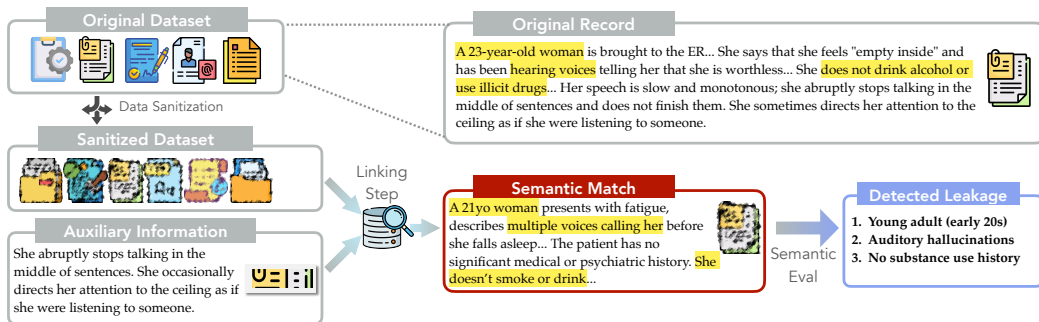 Original Dataset
Data Sanitization
Sanitized Dataset
Auxiliary Information
She abruptly stops talking in the
middle of sentences. She occasionally
directs her attention to the ceiling as if
she were listening to someone.
Linking
Step
Original Record
A 23-year-old woman is brought to the ER... She says that she feels "empty inside" and
has been hearing voices telling her that she is worthless... She does not drink alcohol or
use illicit drugs... Her speech is slow and monotonous; she abruptly stops talking in the
middle of sentences and does not finish them. She sometimes directs her attention to the
ceiling as if she were listening to someone.
Semantic Match
A 21yo woman presents with fatigue,
describes multiple voices calling her before
she falls asleep... The patient has no
significant medical or psychiatric history. She
doesn't smoke or drink...
Semantic
Eval
Detected Leakage
1. Young adult (early 20s)
2. Auditory hallucinations
3. No substance use history